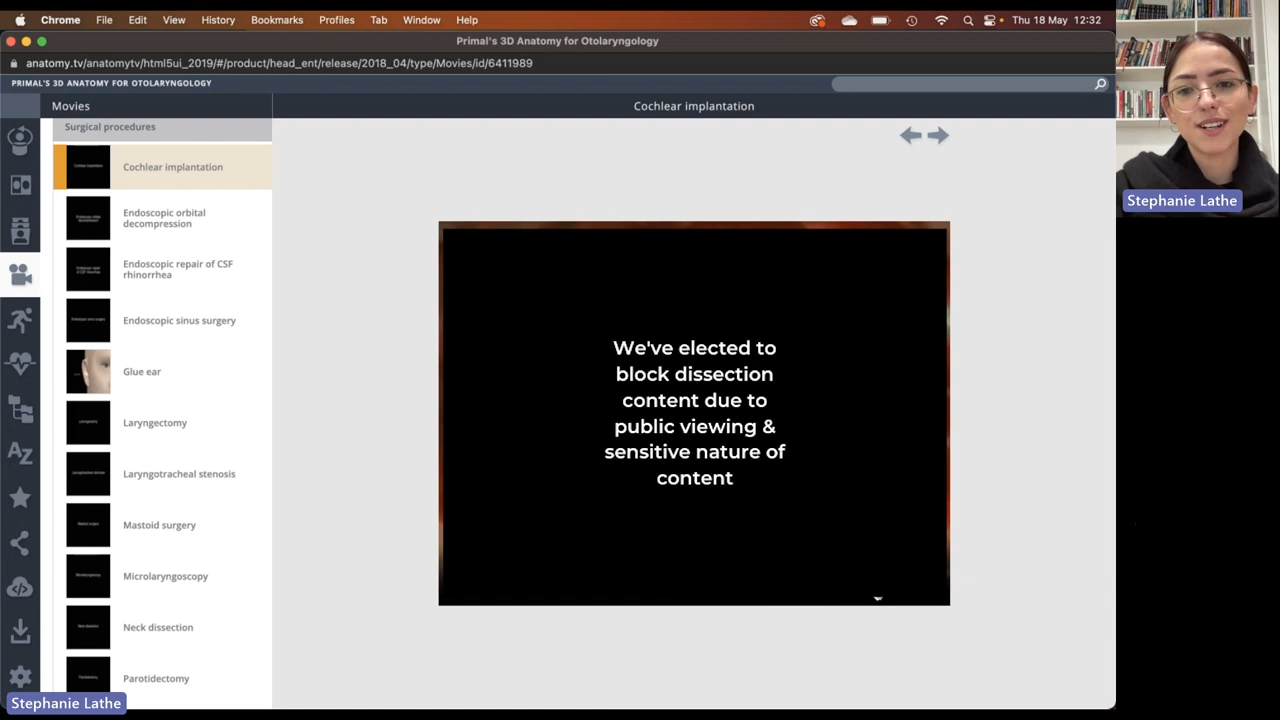 Chrome File Edit View History Bookmarks Profiles Tab Window Help Thu 18 May 12:32
Primal's 3D Anatomy for Otolaryngology
anatomy.tv/anatomytv/html5ui_2019/#/product/head_ent/release/2018_04/type/Movies/id/6411989
PRIMAL'S 3D ANATOMY FOR OTOLARYNGOLOGY
Movies
Cochlear implantation
Surgical procedures
Cochlear implantation
Endoscopic orbital
decompression
Endoscopic repair of CSF
rhinorrhea
Endoscopic sinus surgery
Glue ear
Laryngectomy
Laryngotracheal stenosis
Mastoid surgery
Microlaryngoscopy
Neck dissection
Parotidectomy
AZ
We've elected to
block dissection
content due to
public viewing &
sensitive nature of
content
Stephanie Lathe
Stephanie Lathe